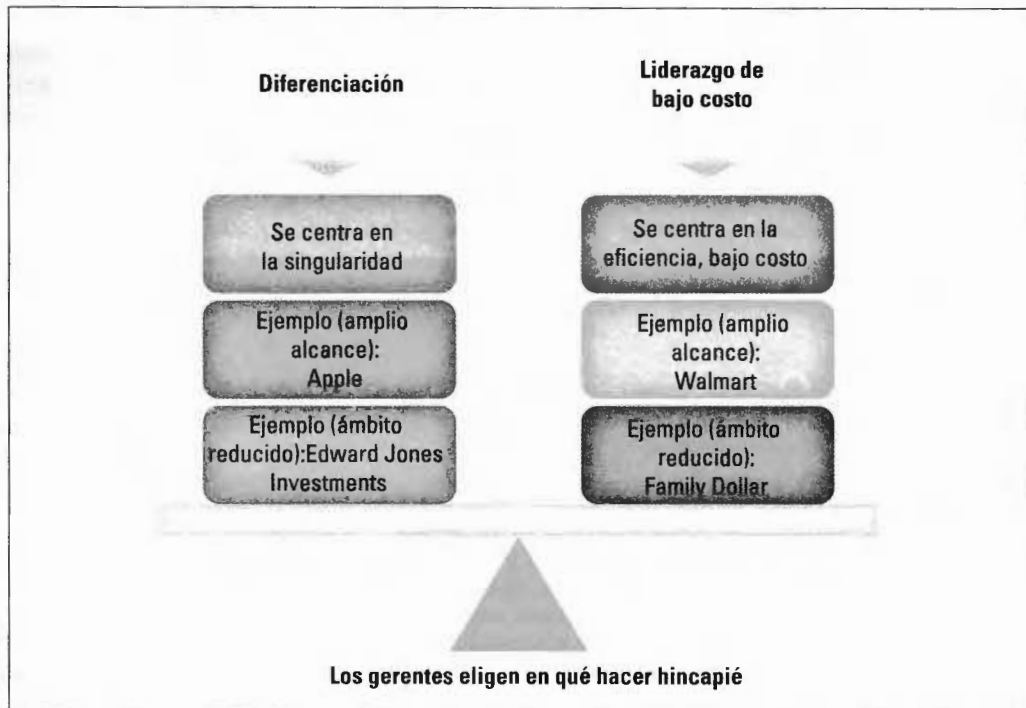 Diferenciación
Se centra en
la singularidad
Ejemplo (amplio
alcance):
Apple
Ejemplo (ámbito
reducido):Edward Jones
Investments
Liderazgo de
bajo costo
Se centra en la
eficiencia, bajo costo
Ejemplo (amplio
alcance):
Walmart
Ejemplo (ámbito
reducido):
Family Dollar
Los gerentes eligen en qué hacer hincapié